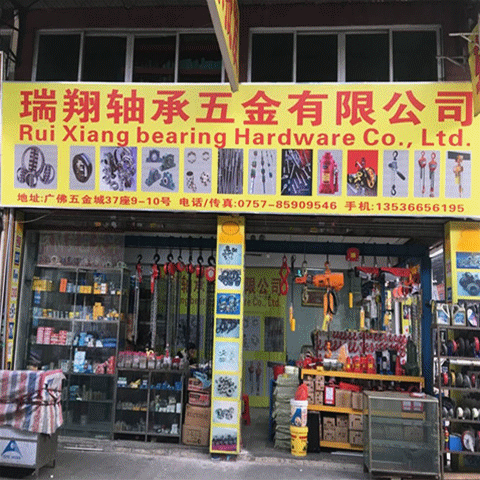 瑞翔轴承五金有限公司
Rui Xiang bearing Hardware Co., Ltd.
地址:广佛五金城37座9-10号 电话/传真:0757-85909546 手机:13536656195